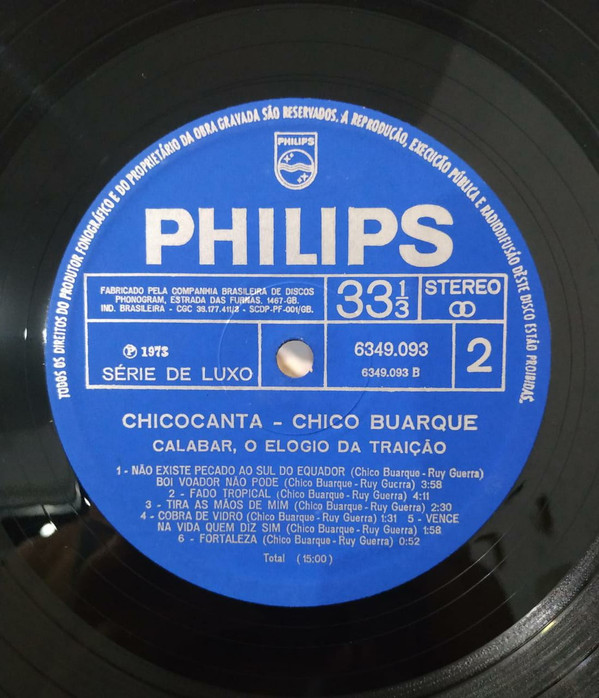 TODOS OS DIREITOS DO PRODUTOR FONOGRÁFICO E DO PROPRIETÁRIO DA OBRA GRAVADA SÃO RESERVADOS. A REPRODUÇÃO, EXECUÇÃO PÚBLICA E RADIODIFUSÃO DÊSTE DISCO ESTÃO PROIBIDAS.
PHILIPS
PHILIPS
FABRICADO PELA COMPANHIA BRASILEIRA DE DISCOS
PHONOGRAM, ESTRADA DAS FURNAS, 1467-GB.
IND. BRASILEIRA - CGC 33.177.411/3 - SCDP-PF-001/GB.
33 1/3
STEREO
℗ 1973
SÉRIE DE LUXO
6349.093
6349.093 B
2
CHICOCANTA - CHICO BUARQUE
CALABAR, O ELOGIO DA TRAIÇÃO
1 - NÃO EXISTE PECADO AO SUL DO EQUADOR (Chico Buarque - Ruy Guerra)
BOI VOADOR NÃO PODE (Chico Buarque - Ruy Guerra) 3:58
2 - FADO TROPICAL (Chico Buarque - Ruy Guerra) 4:11
3 - TIRA AS MÃOS DE MIM (Chico Buarque - Ruy Guerra) 2:30
4 - COBRA DE VIDRO (Chico Buarque - Ruy Guerra) 1:31 5 - VENCE
NA VIDA QUEM DIZ SIM (Chico Buarque - Ruy Guerra) 1:58
6 - FORTALEZA (Chico Buarque - Ruy Guerra) 0:52
Total (15:00)